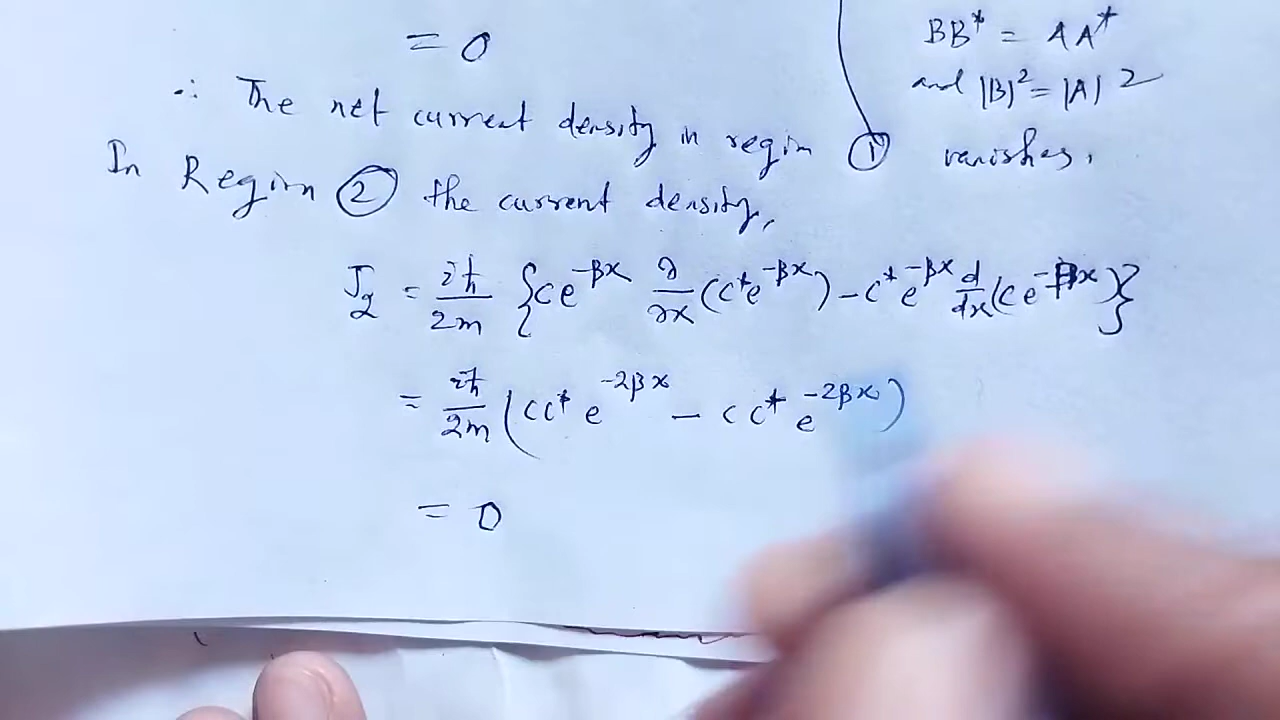 = 0
BB* = AA*
and |B|² = |A|²
∴ The net current density in regin ① vanishes.
In Region ② the current density,
J₂ = iħ/2m {ce^-βx ∂/∂x (c*e^-βx) - c*e^-βx d/dx (ce^-βx)}
= iħ/2m (cc* e^-2βx - cc* e^-2βx)
= 0